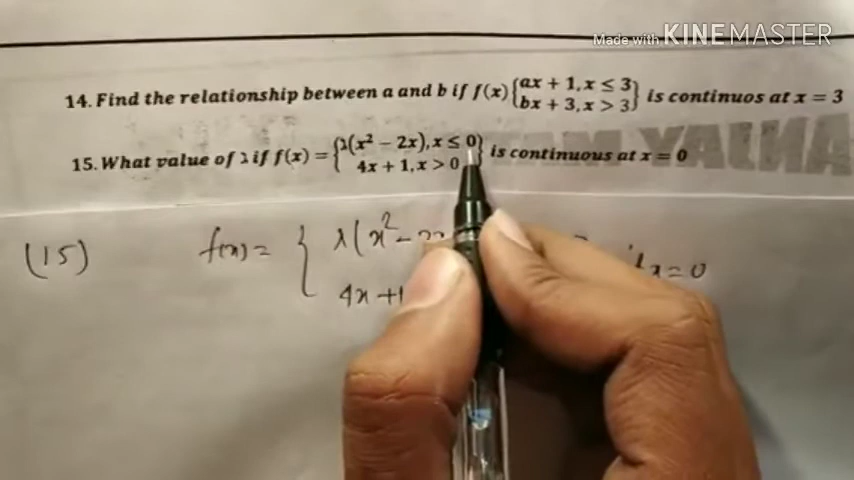 Made with KINEMASTER
14. Find the relationship between a and b if f(x) {ax + 1, x ≤ 3
bx + 3, x > 3} is continuos at x = 3
15. What value of λ if f(x) = {λ(x² − 2x), x ≤ 0
4x + 1, x > 0} is continuous at x = 0
(15) f(x) = { λ(x² − x = 0
4x + 1